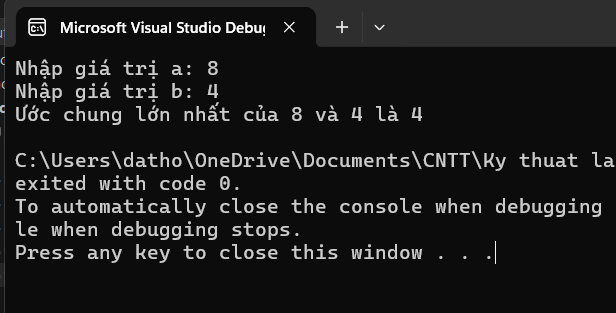 Microsoft Visual Studio Debu
Nhập giá trị a: 8
Nhập giá trị b: 4
Ước chung lớn nhất của 8 và 4 là 4
C:\Users\datho\OneDrive\Documents\CNTT\Ky thuat la
exited with code 0.
To automatically close the console when debugging
le when debugging stops.
Press any key to close this window . . .